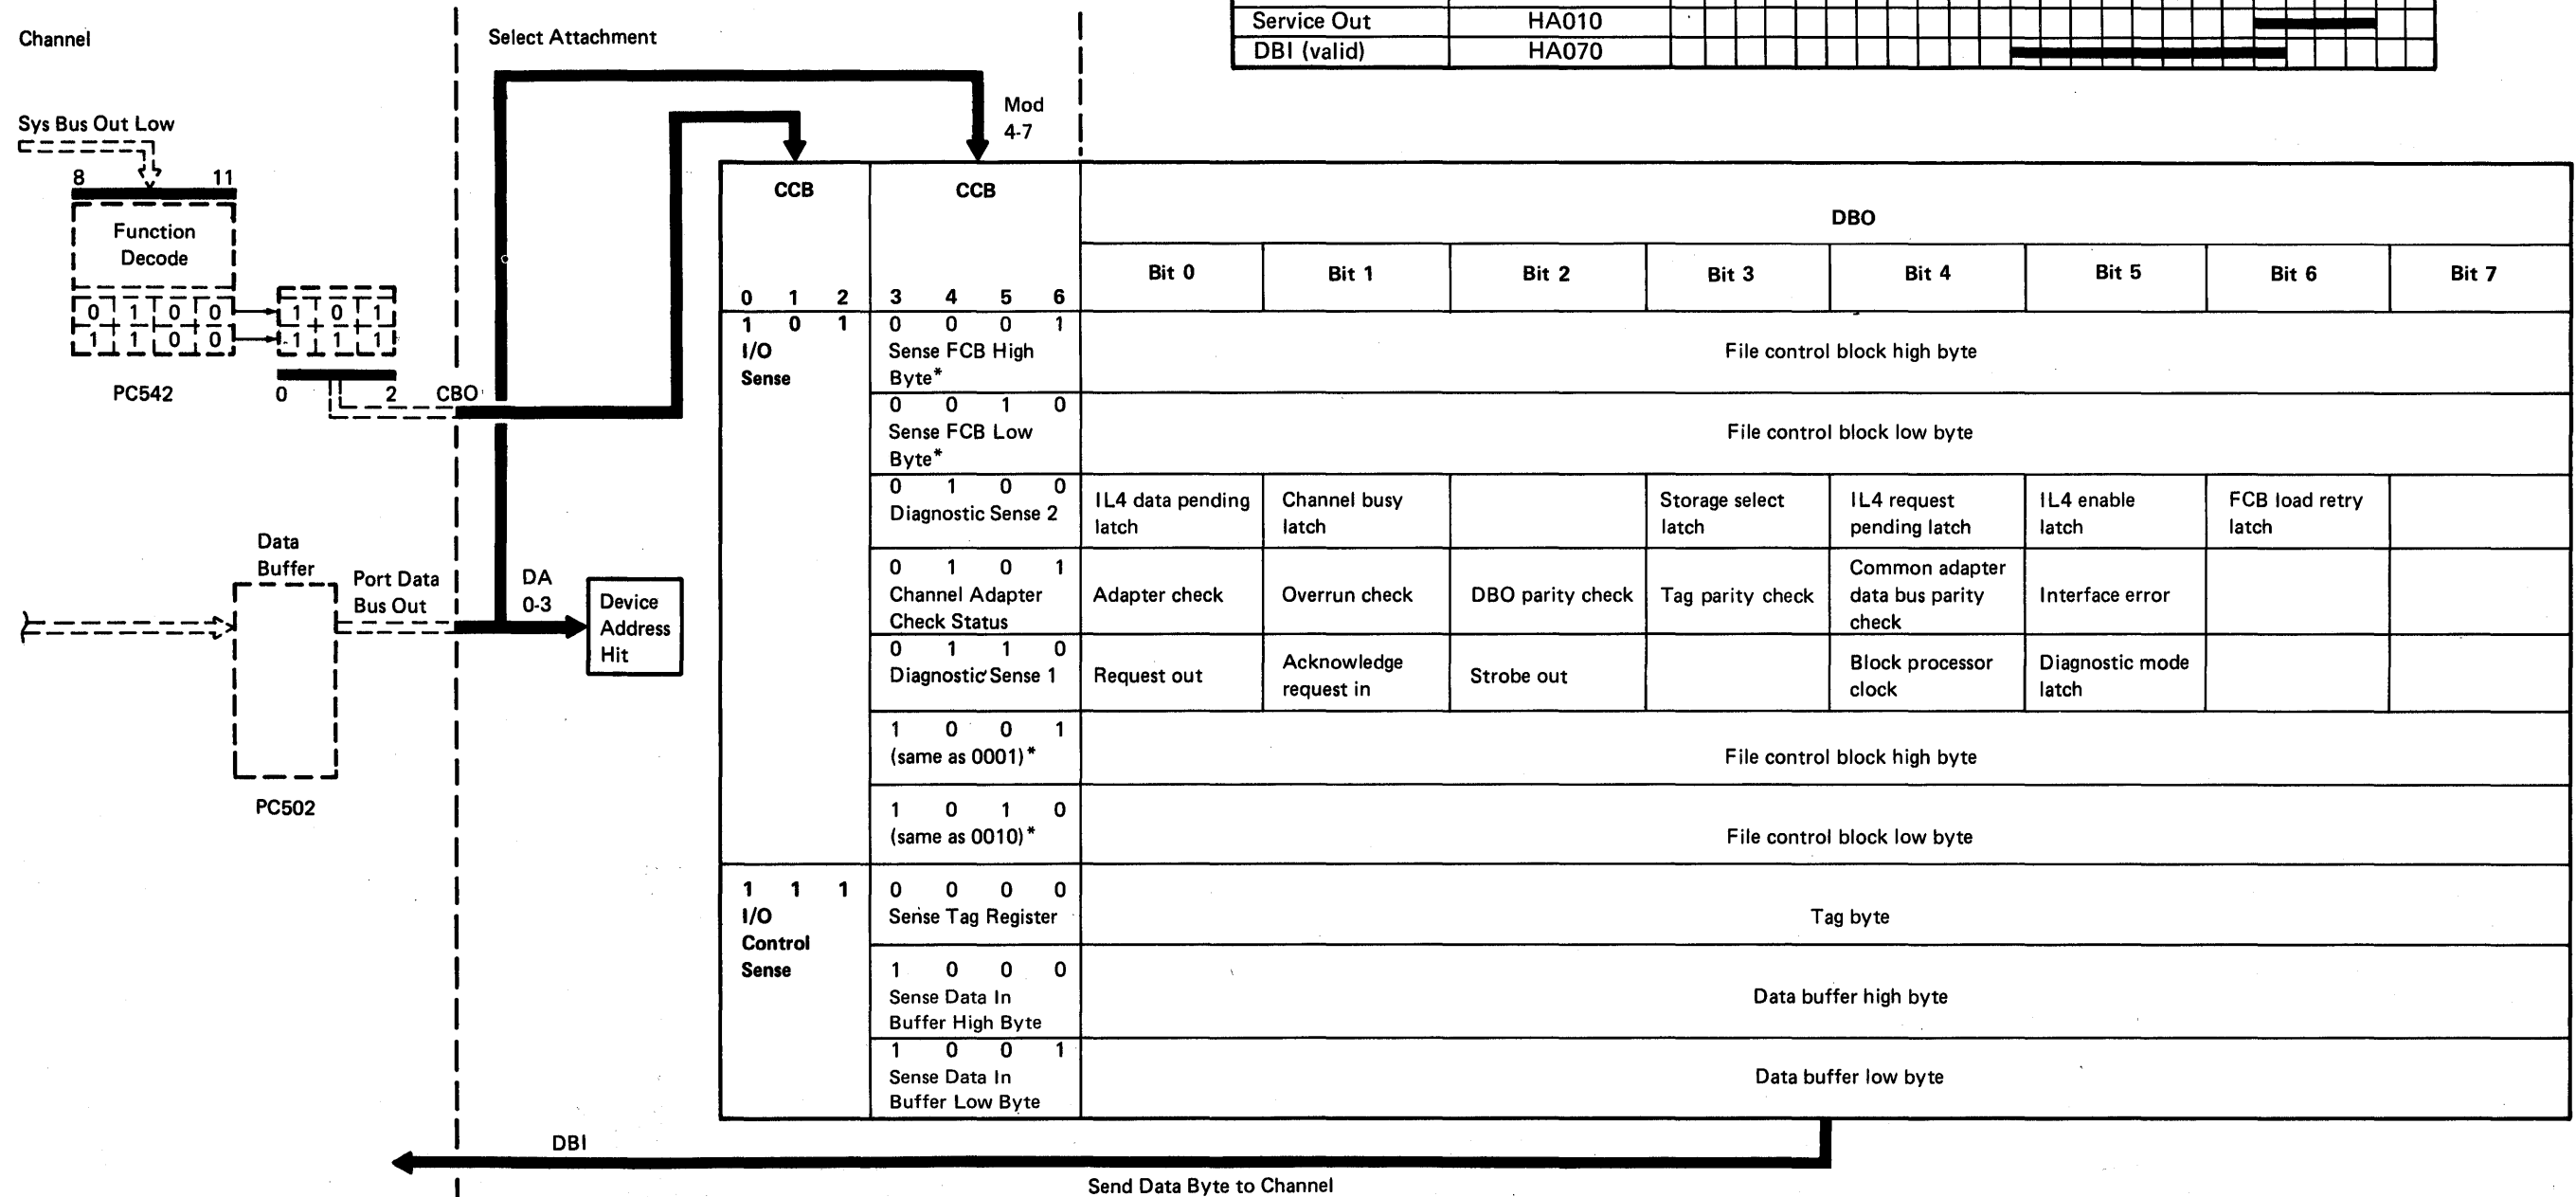 Service Out HA010
DBI (valid) HA070
Channel
Select Attachment
Mod
4-7
Sys Bus Out Low
8 11
Function
Decode
0 1 0 0 1 0 1
1 1 0 0 1 1 1
PC542
0 2 CBO
Data
Buffer
Port Data
Bus Out
DA
0-3
Device
Address
Hit
PC502
CCB CCB DBO
Bit 0 Bit 1 Bit 2 Bit 3 Bit 4 Bit 5 Bit 6 Bit 7
0 1 2 3 4 5 6
1 0 1
I/O
Sense
0 0 0 1
Sense FCB High
Byte*
File control block high byte
0 0 1 0
Sense FCB Low
Byte*
File control block low byte
0 1 0 0
Diagnostic Sense 2
IL4 data pending
latch
Channel busy
latch
Storage select
latch
IL4 request
pending latch
IL4 enable
latch
FCB load retry
latch
0 1 0 1
Channel Adapter
Check Status
Adapter check
Overrun check
DBO parity check
Tag parity check
Common adapter
data bus parity
check
Interface error
0 1 1 0
Diagnostic Sense 1
Request out
Acknowledge
request in
Strobe out
Block processor
clock
Diagnostic mode
latch
1 0 0 1
(same as 0001)*
File control block high byte
1 0 1 0
(same as 0010)*
File control block low byte
1 1 1
I/O
Control
Sense
0 0 0 0
Sense Tag Register
Tag byte
1 0 0 0
Sense Data In
Buffer High Byte
Data buffer high byte
1 0 0 1
Sense Data In
Buffer Low Byte
Data buffer low byte
DBI
Send Data Byte to Channel